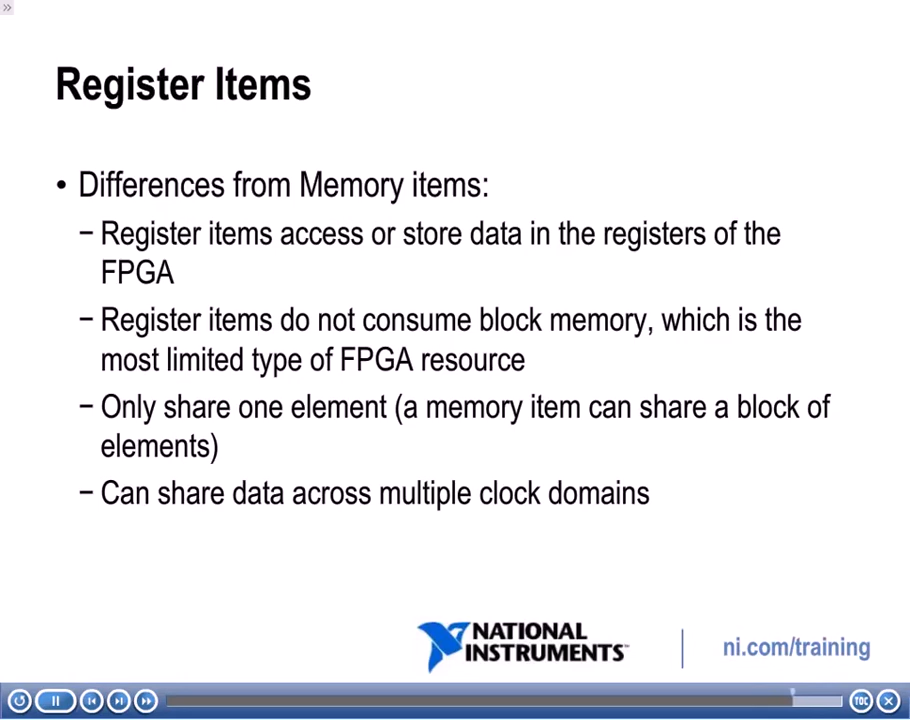 »
Register Items
• Differences from Memory items:
− Register items access or store data in the registers of the
FPGA
− Register items do not consume block memory, which is the
most limited type of FPGA resource
− Only share one element (a memory item can share a block of
elements)
− Can share data across multiple clock domains
NATIONAL
INSTRUMENTS™
ni.com/training
TOC